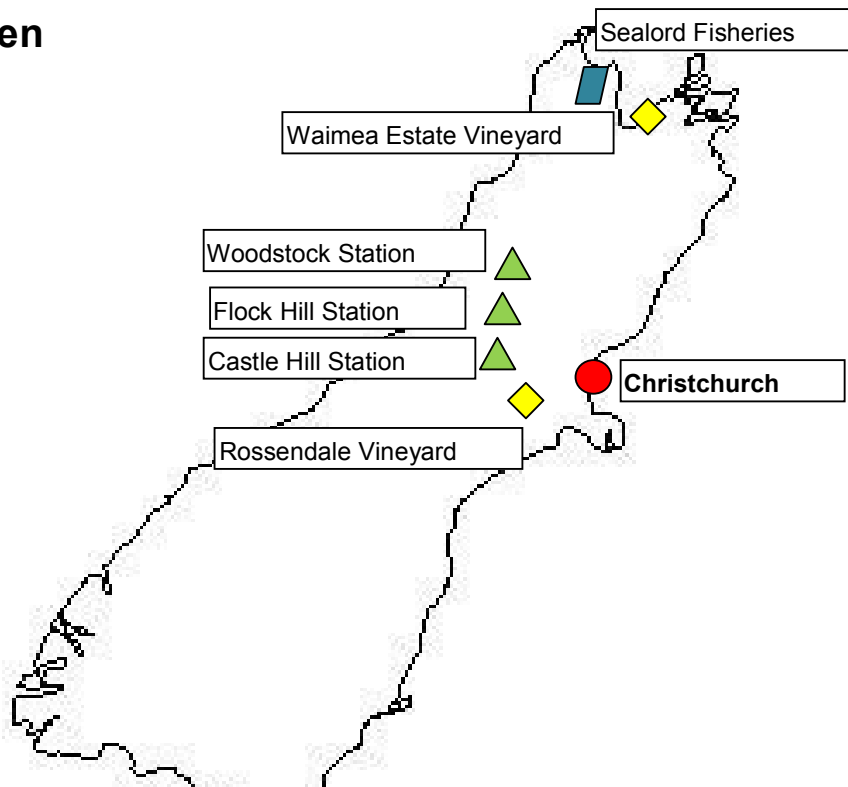 en
Sealord Fisheries
Waimea Estate Vineyard
Woodstock Station
Flock Hill Station
Castle Hill Station
Christchurch
Rossendale Vineyard